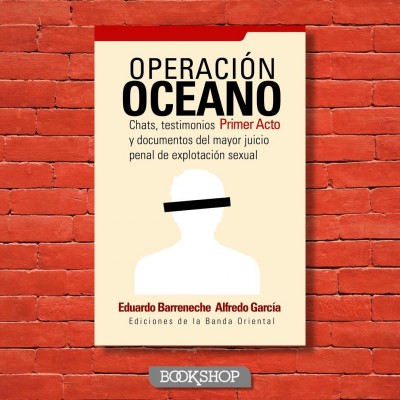 OPERACIÓN
OCEANO
Chats, testimonios Primer Acto
y documentos del mayor juicio
penal de explotación sexual
Eduardo Barreneche Alfredo García
Ediciones de la Banda Oriental
BOOKSHOP